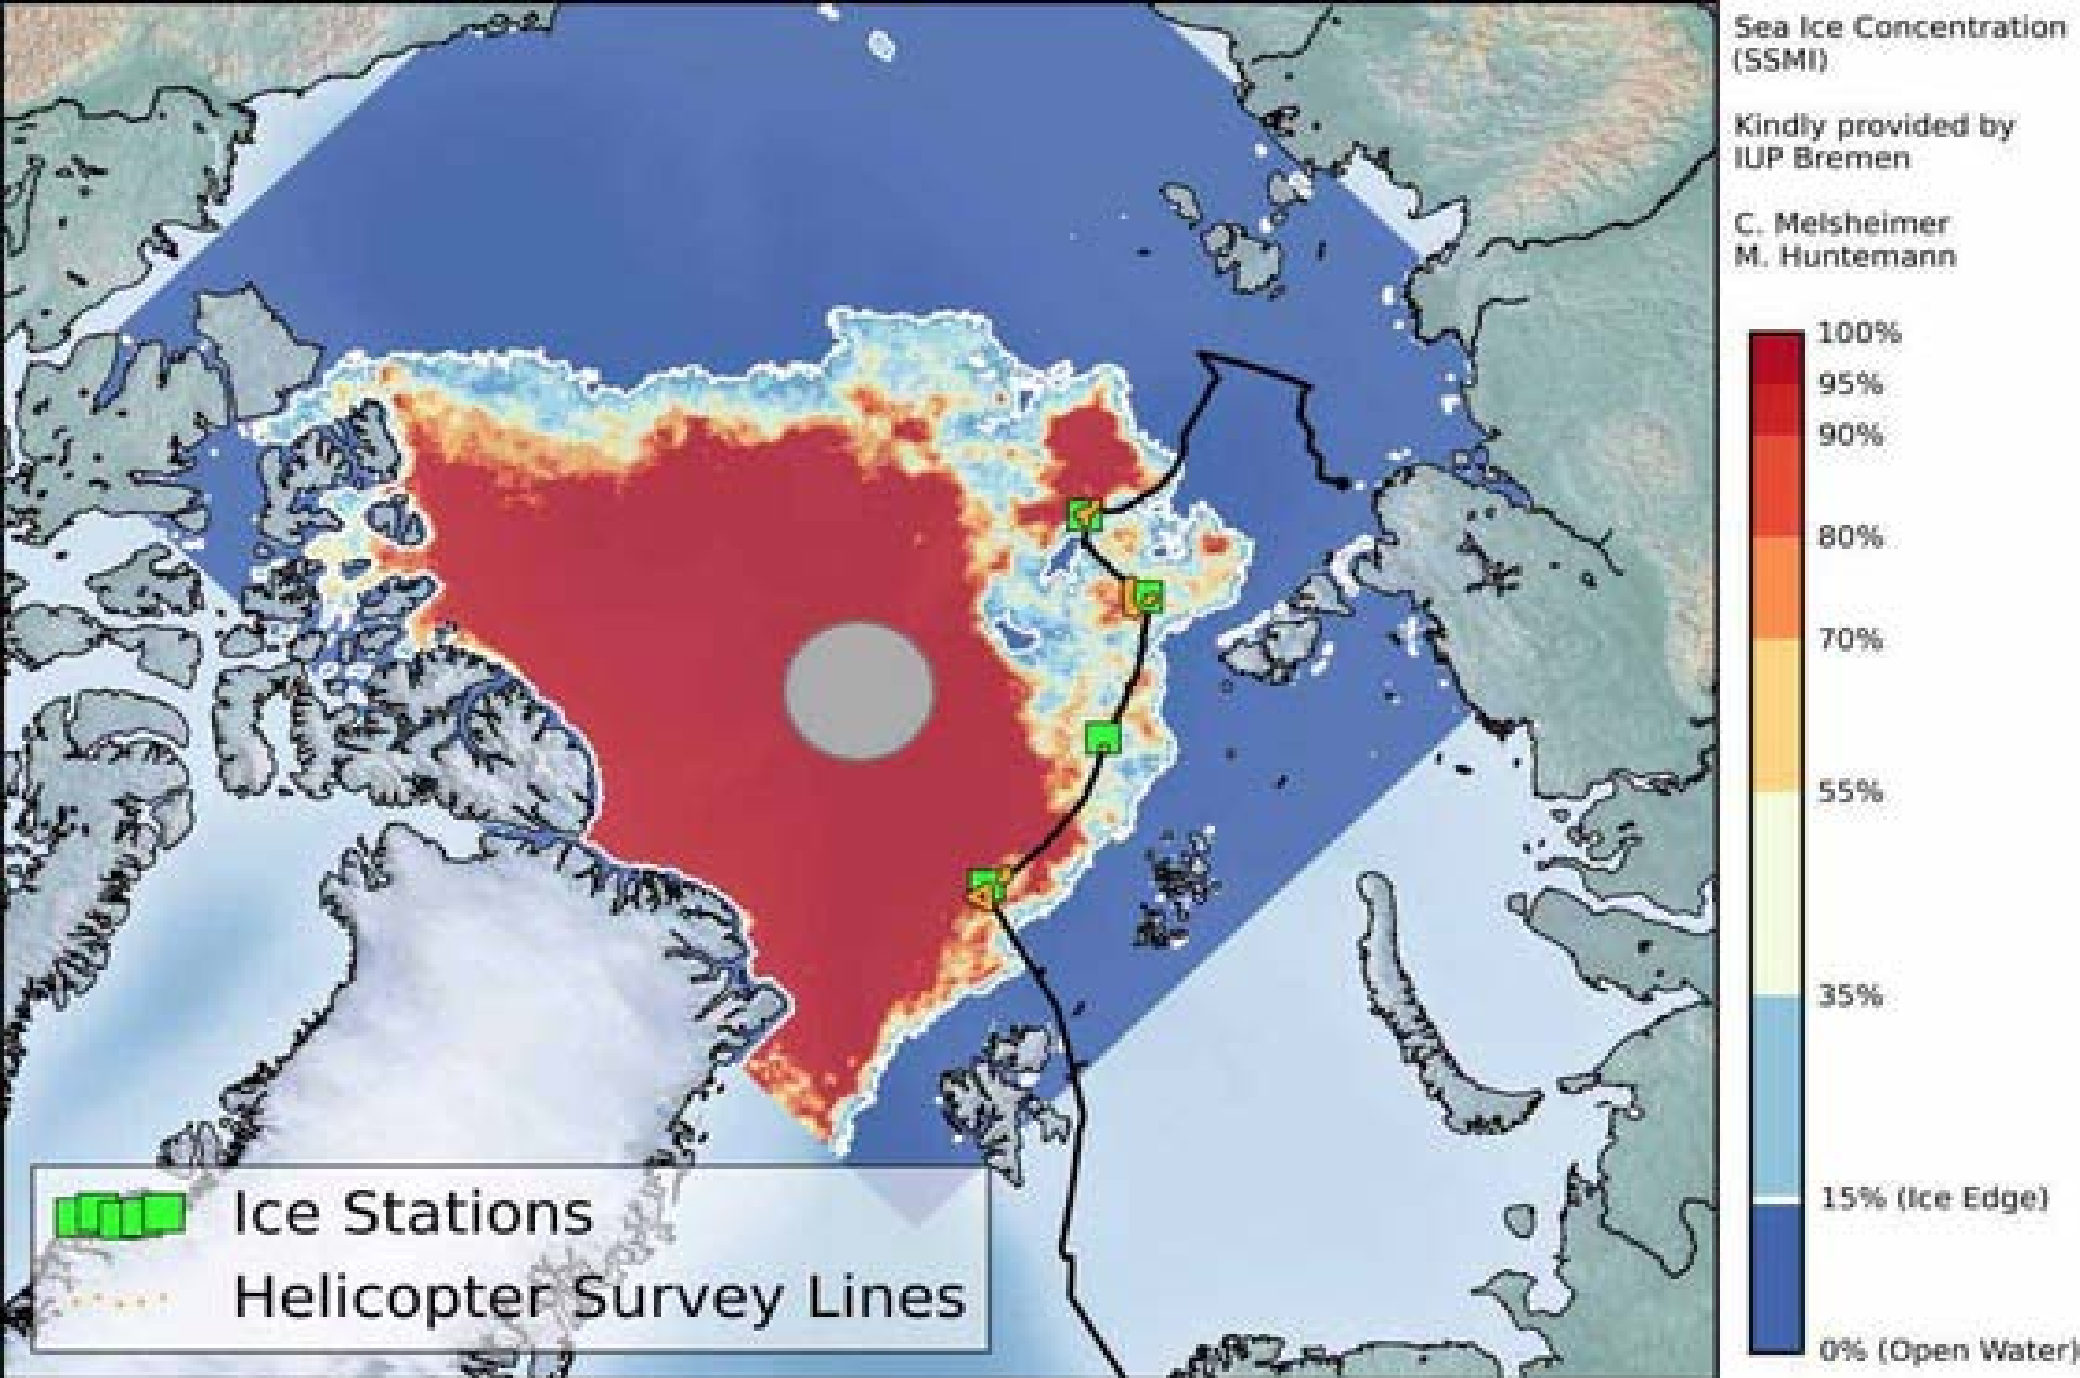 Sea Ice Concentration
(SSMI)
Kindly provided by
IUP Bremen
C. Melsheimer
M. Huntemann
100%
95%
90%
80%
70%
55%
35%
15% (Ice Edge)
0% (Open Water)
Ice Stations
Helicopter Survey Lines